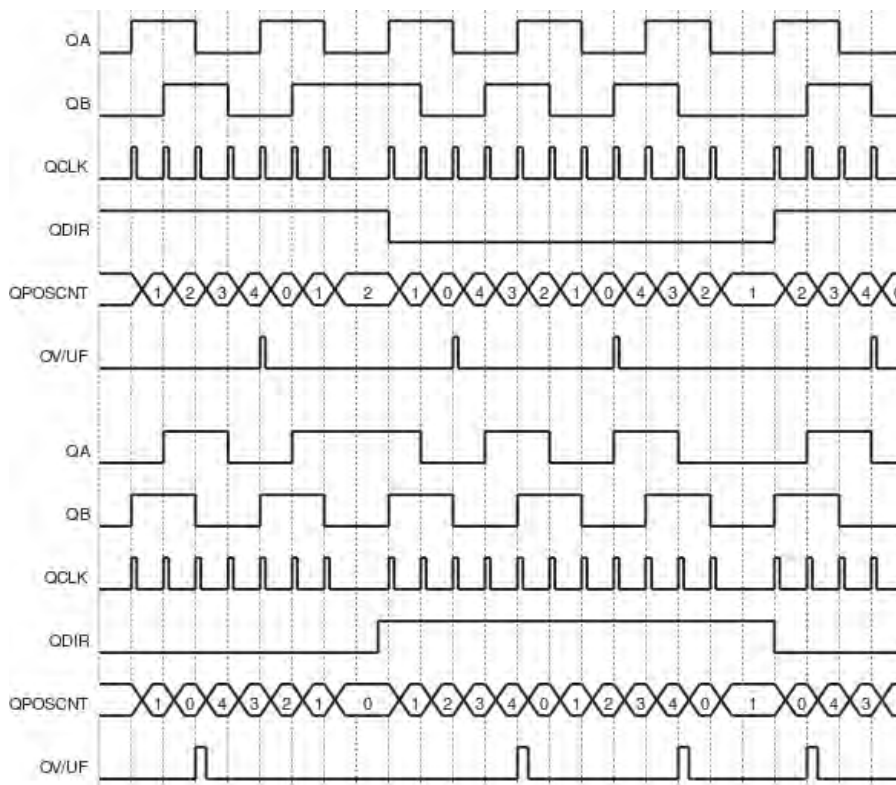 QA
QB
QCLK
QDIR
QPOSCNT 1 2 3 4 0 1 2 1 0 4 3 2 1 0 4 3 2 1 2 3 4
OV/UF
QA
QB
QCLK
QDIR
QPOSCNT 1 0 4 3 2 1 0 1 2 3 4 0 1 2 3 4 0 1 0 4 3
OV/UF